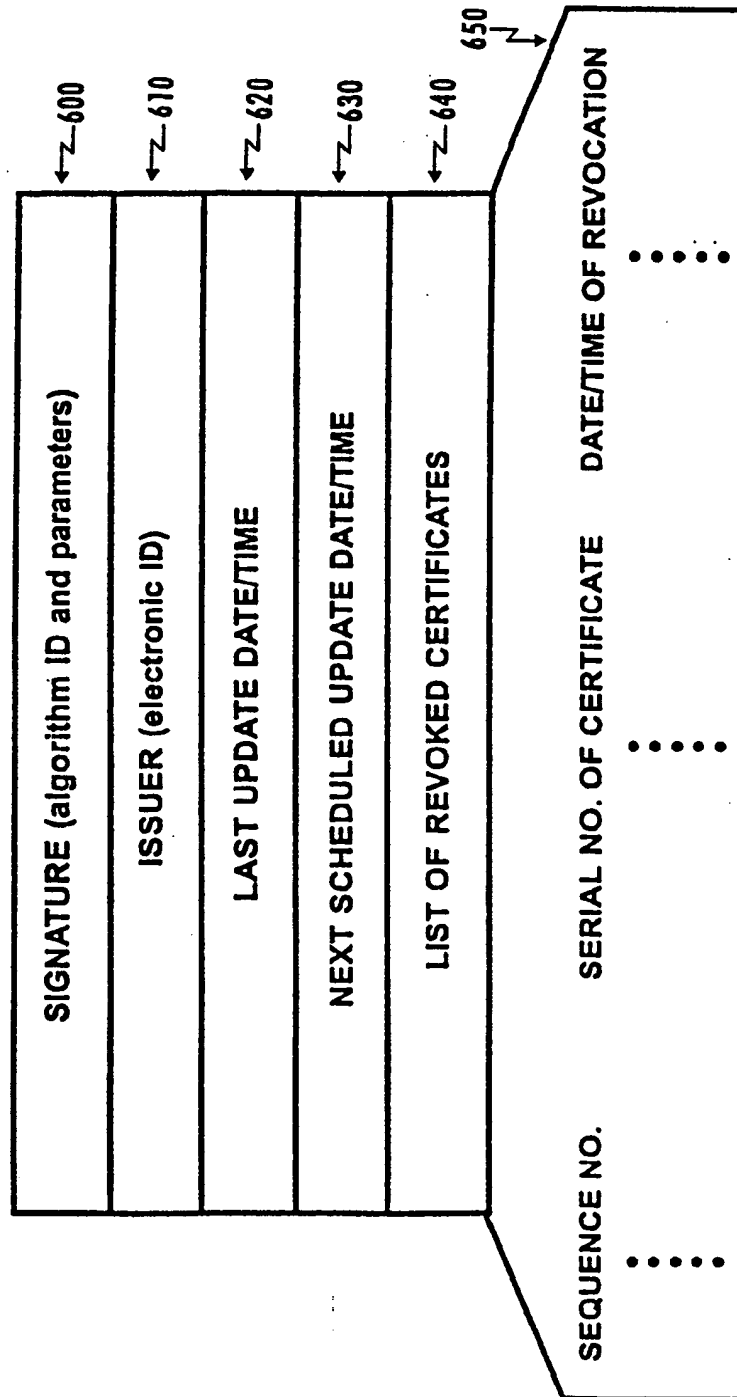 SIGNATURE (algorithm ID and parameters) 600
ISSUER (electronic ID) 610
LAST UPDATE DATE/TIME 620
NEXT SCHEDULED UPDATE DATE/TIME 630
LIST OF REVOKED CERTIFICATES 640
650
SEQUENCE NO. SERIAL NO. OF CERTIFICATE DATE/TIME OF REVOCATION